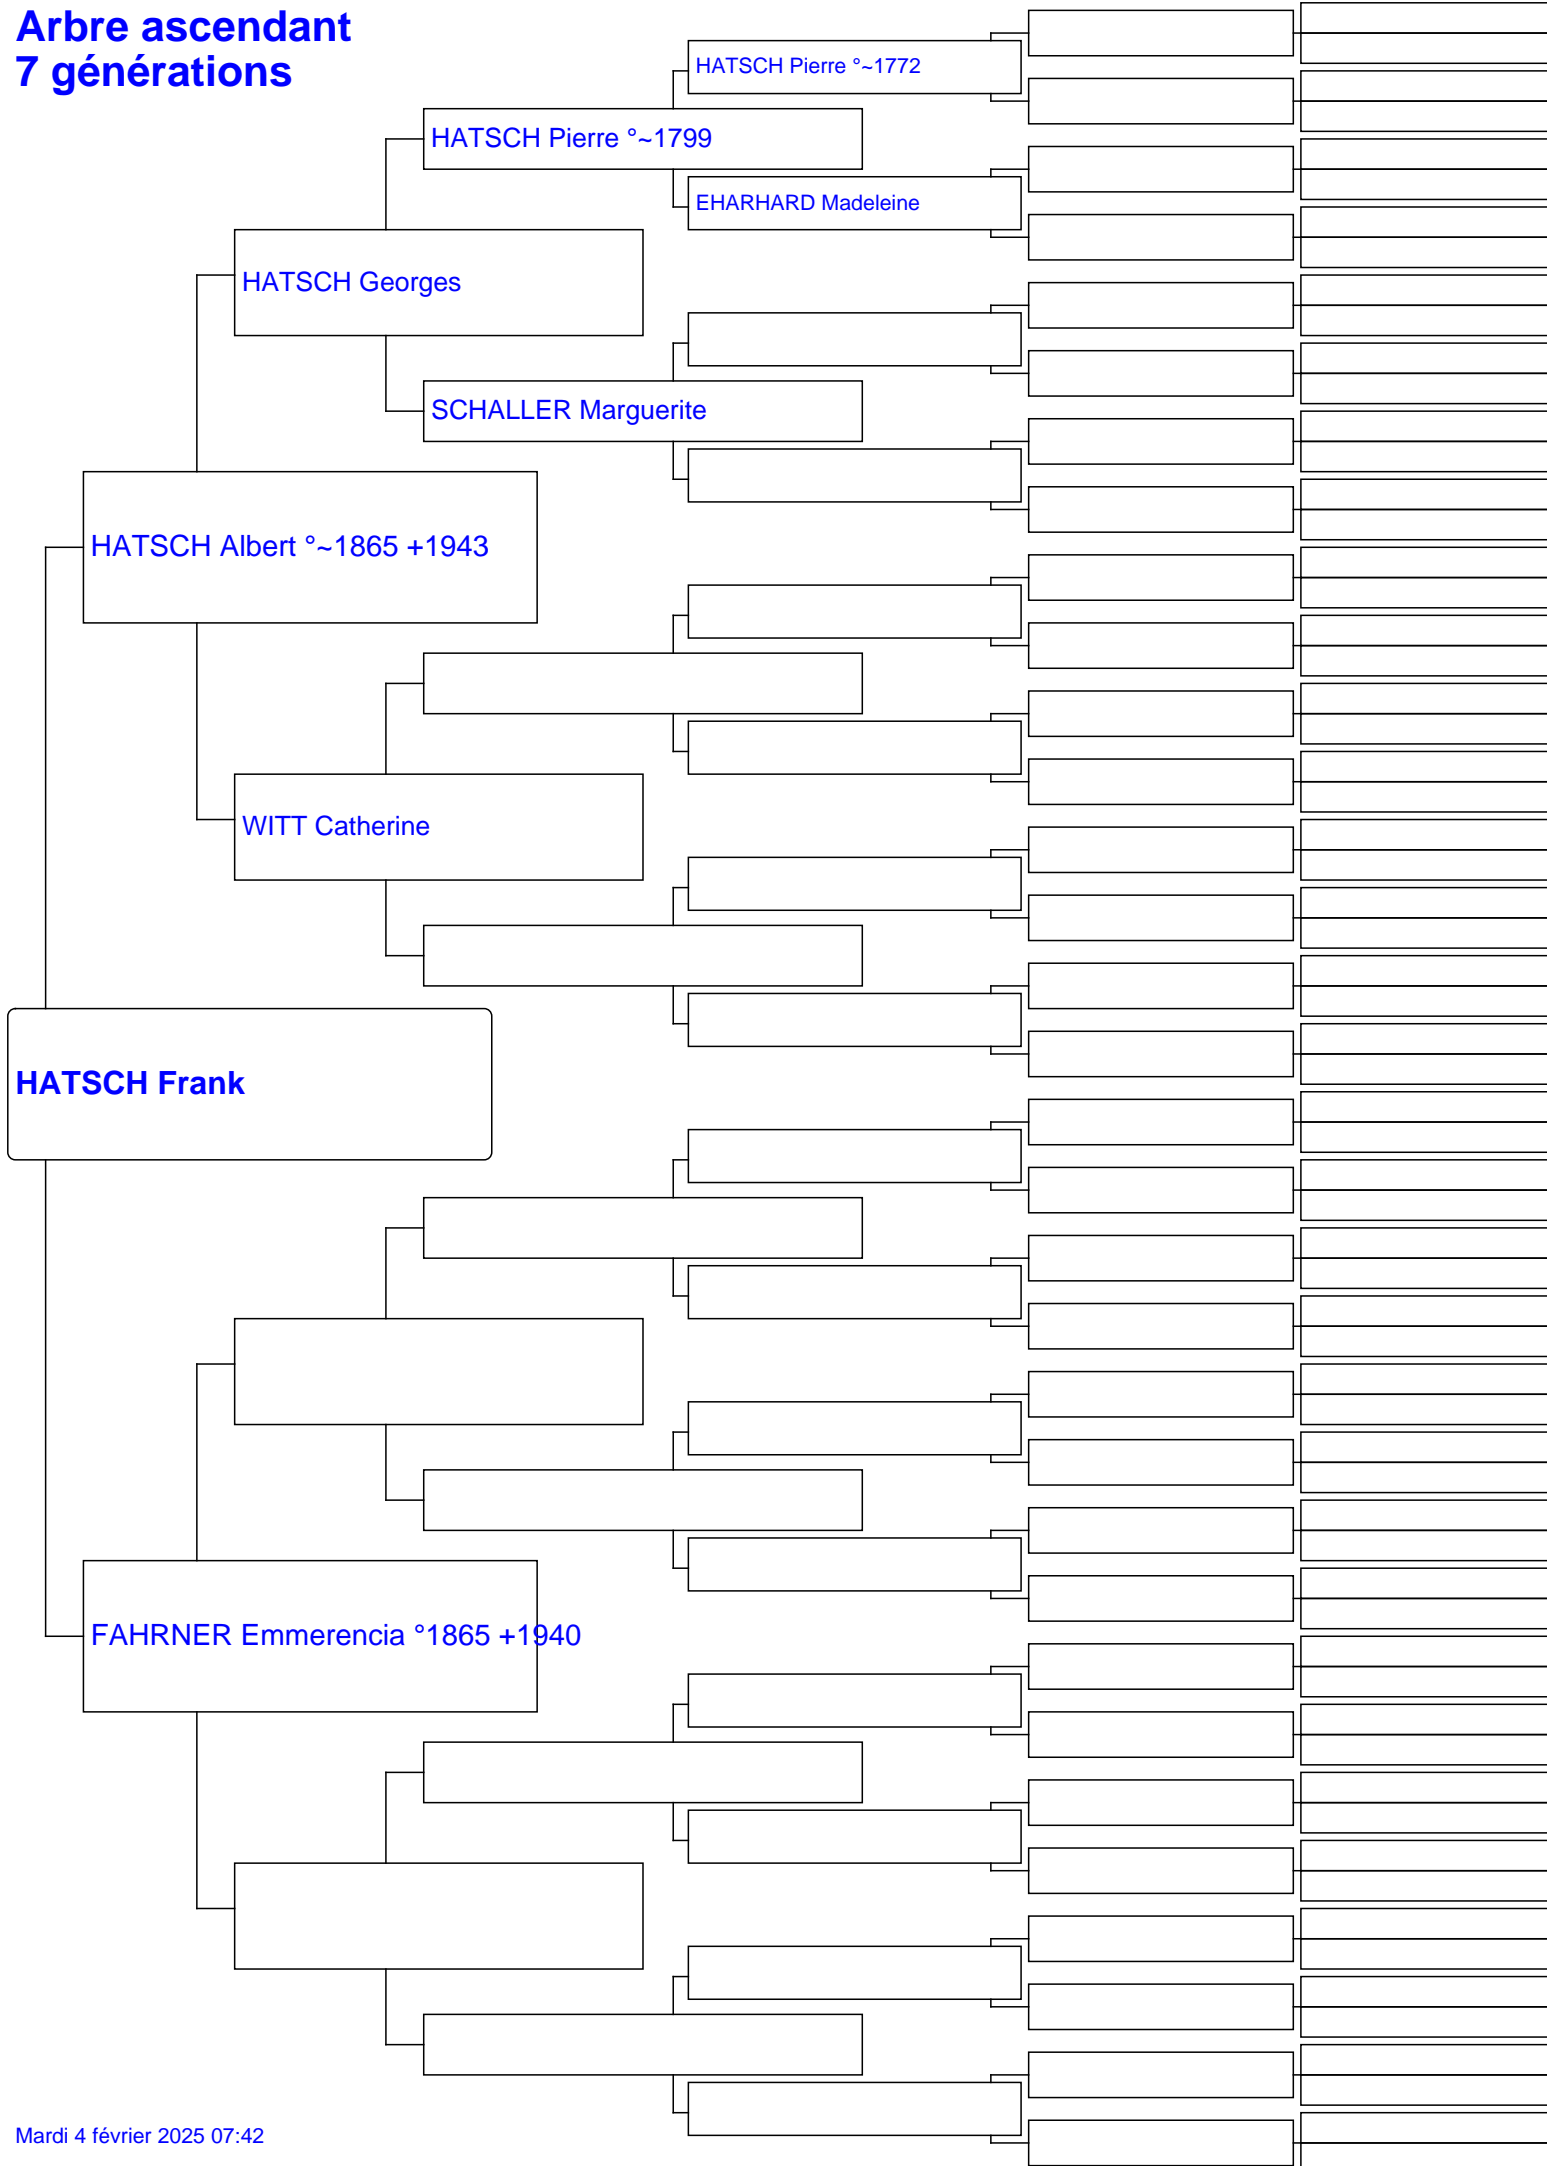 Arbre ascendant
7 générations
HATSCH Pierre °~1772
HATSCH Pierre °~1799
EHARHARD Madeleine
HATSCH Georges
SCHALLER Marguerite
HATSCH Albert °~1865 +1943
WITT Catherine
HATSCH Frank
FAHRNER Emmerencia °1865 +1940
Mardi 4 février 2025 07:42